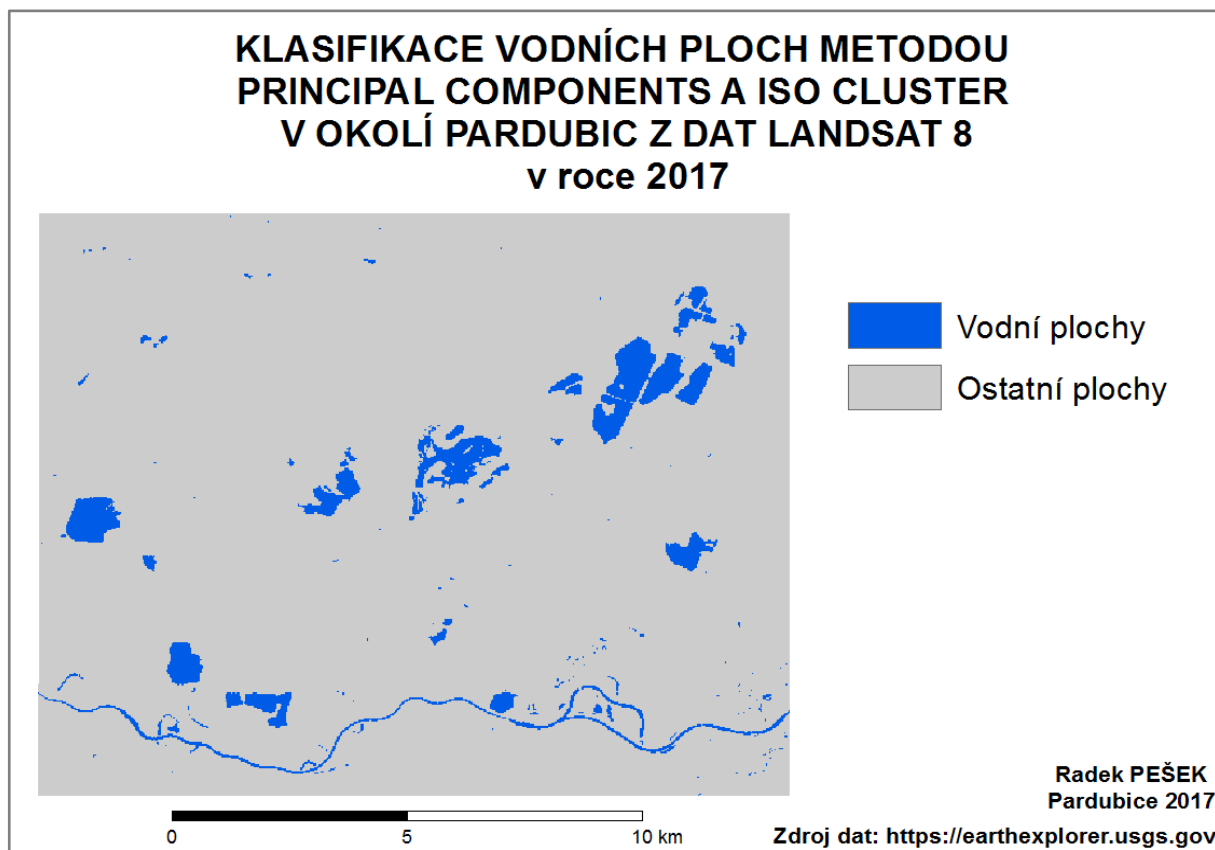 KLASIFIKACE VODNÍCH PLOCH METODOU
PRINCIPAL COMPONENTS A ISO CLUSTER
V OKOLÍ PARDUBIC Z DAT LANDSAT 8
v roce 2017
Vodní plochy
Ostatní plochy
Radek PEŠEK
Pardubice 2017
0 5 10 km
Zdroj dat: https://earthexplorer.usgs.gov